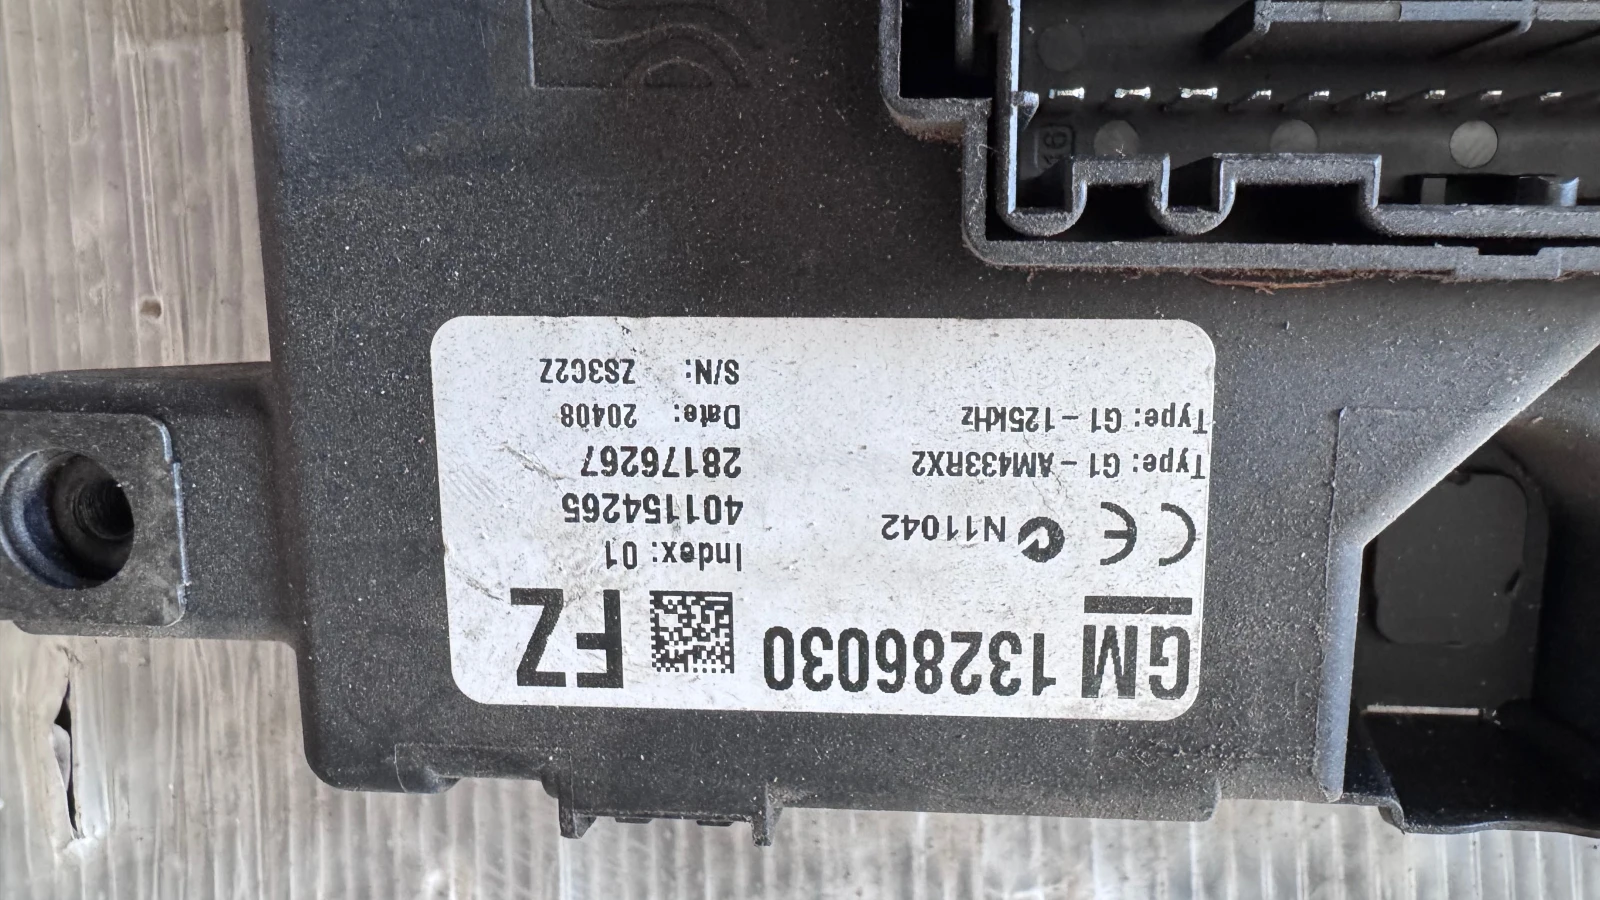 GM 13286030
FZ
CE N11042
Index: 01
401154265
Type: G1 - AM433RX2
28176267
Type: G1 - 125kHz
Date: 20408
S/N: ZS3C2Z